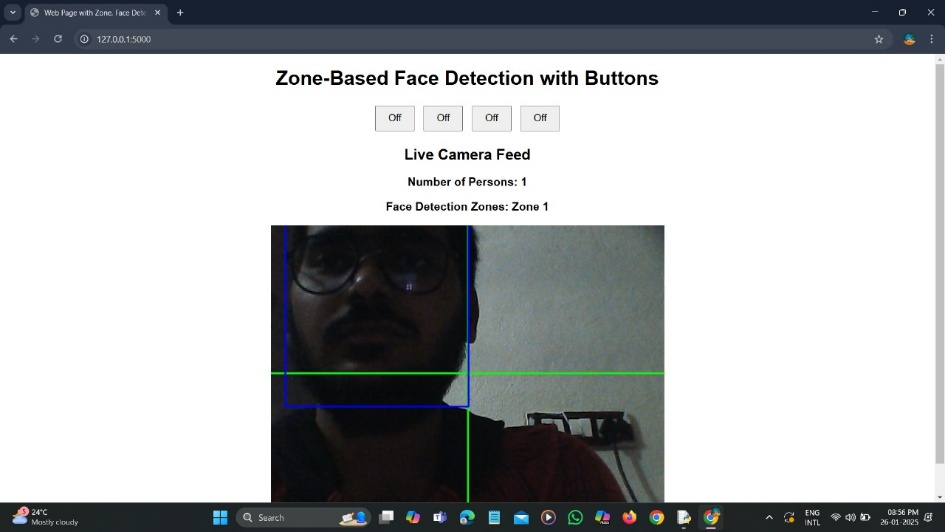 Web Page with Zone, Face Dete
127.0.0.1:5000
Zone-Based Face Detection with Buttons
Off Off Off Off
Live Camera Feed
Number of Persons: 1
Face Detection Zones: Zone 1
24°C
Mostly cloudy
Search
ENG
INTL
08:56 PM
26-01-2025